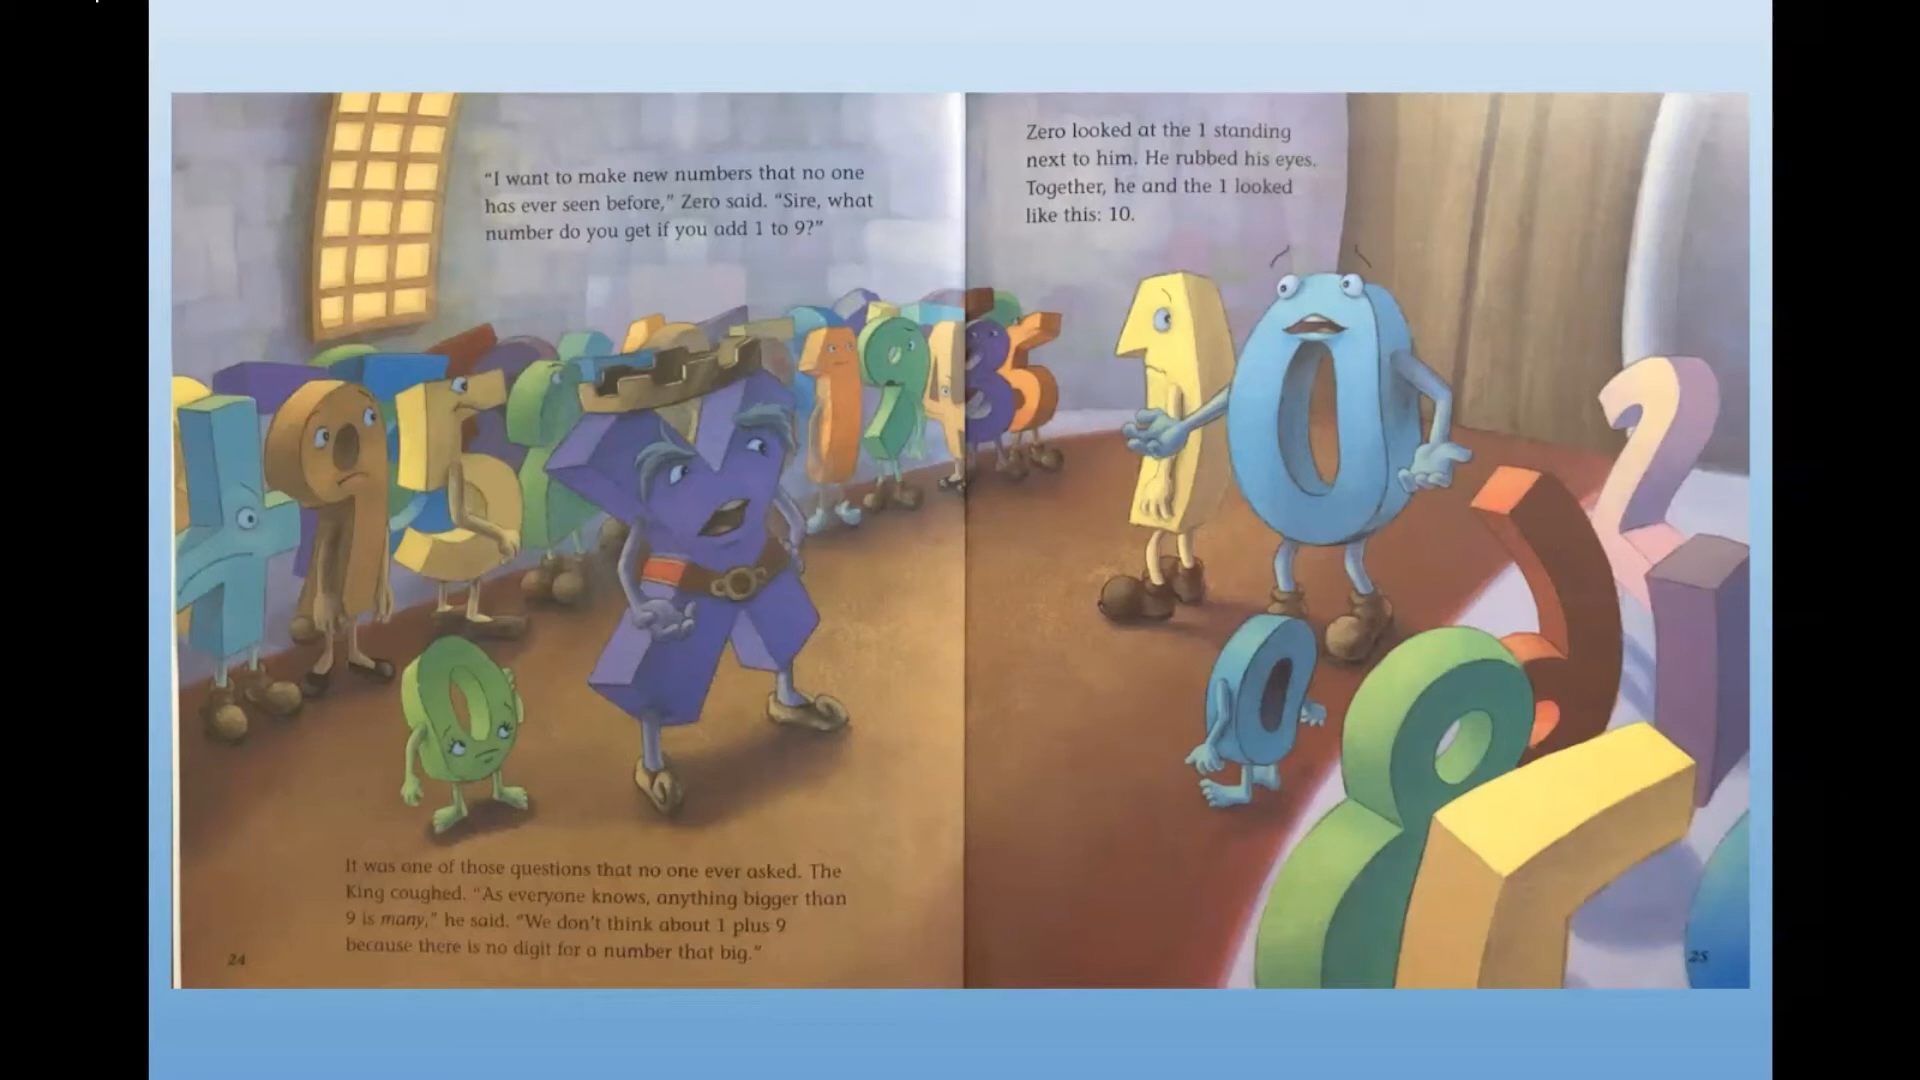 "I want to make new numbers that no one
has ever seen before," Zero said. "Sire, what
number do you get if you add 1 to 9?"
It was one of those questions that no one ever asked. The
King coughed. "As everyone knows, anything bigger than
9 is many," he said. "We don't think about 1 plus 9
because there is no digit for a number that big."
24
Zero looked at the 1 standing
next to him. He rubbed his eyes.
Together, he and the 1 looked
like this: 10.
25